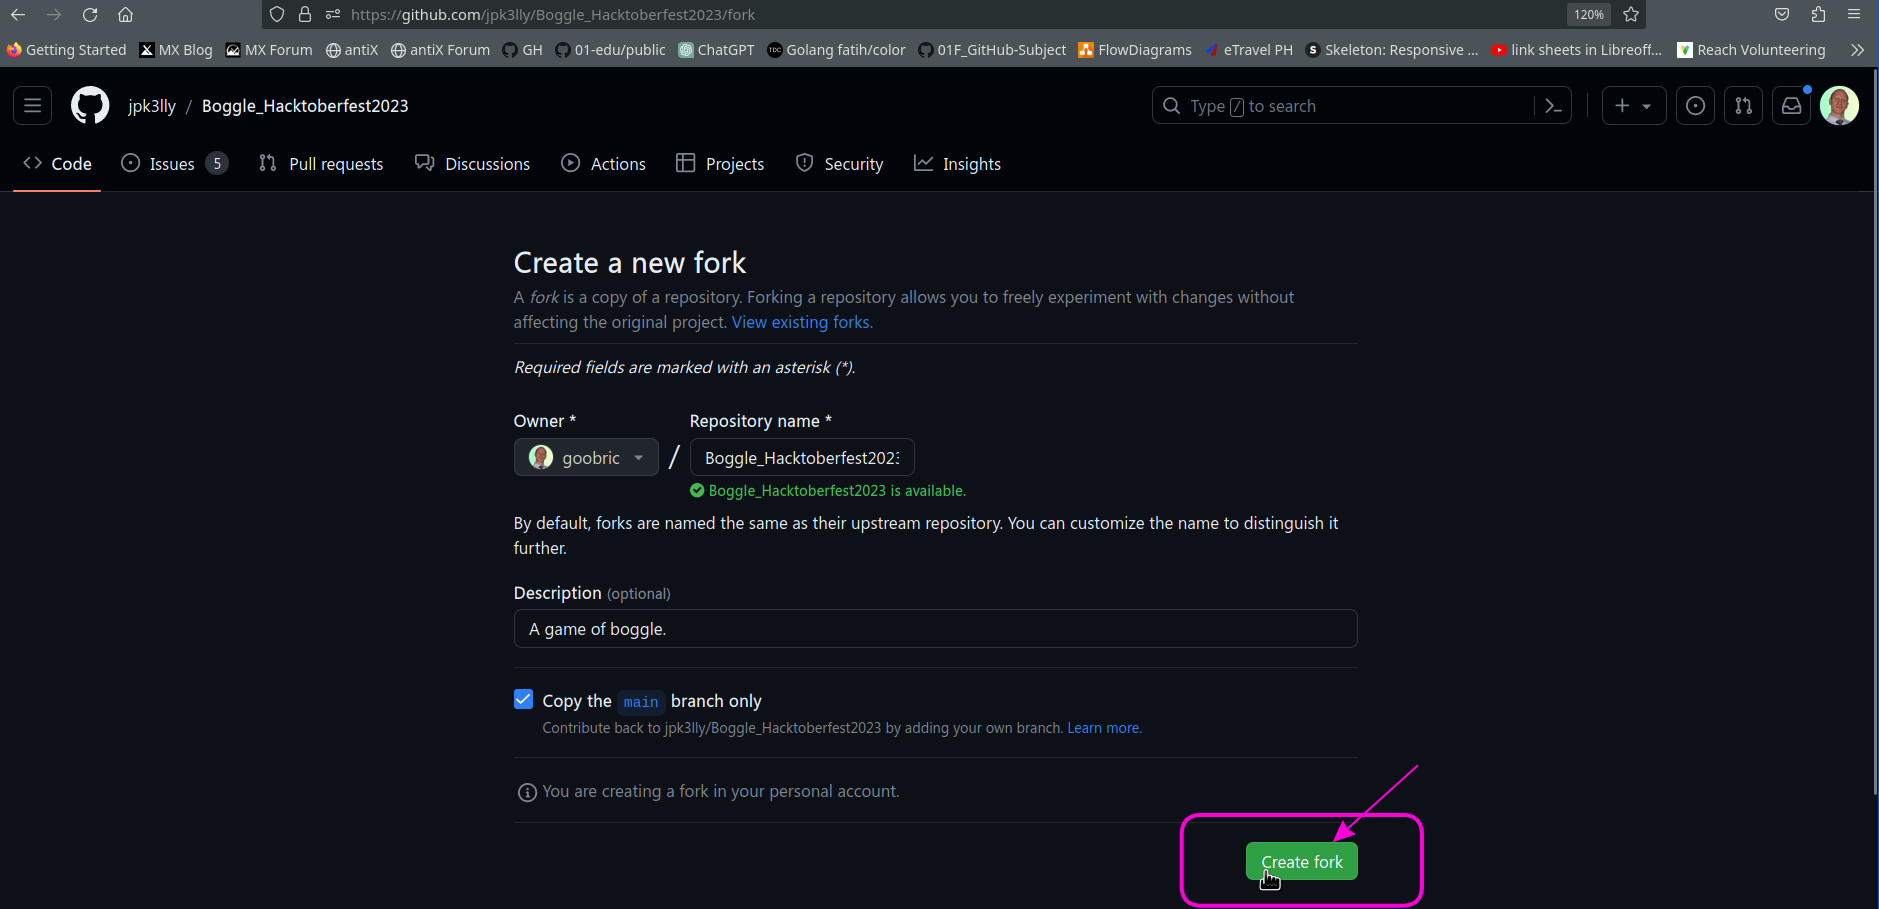 https://github.com/jpk3lly/Boggle_Hacktoberfest2023/fork
120%
Getting Started
MX Blog
MX Forum
antiX
antiX Forum
GH
01-edu/public
ChatGPT
TDC
Golang fatih/color
01F_GitHub-Subject
FlowDiagrams
eTravel PH
S
Skeleton: Responsive ...
link sheets in Libreoff...
Reach Volunteering
jpk3lly / Boggle_Hacktoberfest2023
Type / to search
Code
Issues 5
Pull requests
Discussions
Actions
Projects
Security
Insights
Create a new fork
A fork is a copy of a repository. Forking a repository allows you to freely experiment with changes without
affecting the original project. View existing forks.
Required fields are marked with an asterisk (*).
Owner *
Repository name *
goobric
/
Boggle_Hacktoberfest2023
Boggle_Hacktoberfest2023 is available.
By default, forks are named the same as their upstream repository. You can customize the name to distinguish it
further.
Description (optional)
A game of boggle.
Copy the main branch only
Contribute back to jpk3lly/Boggle_Hacktoberfest2023 by adding your own branch. Learn more.
You are creating a fork in your personal account.
Create fork